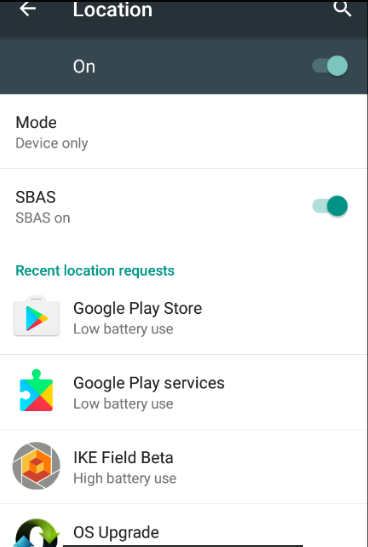 Location
On
Mode
Device only
SBAS
SBAS on
Recent location requests
Google Play Store
Low battery use
Google Play services
Low battery use
IKE Field Beta
High battery use
OS Upgrade